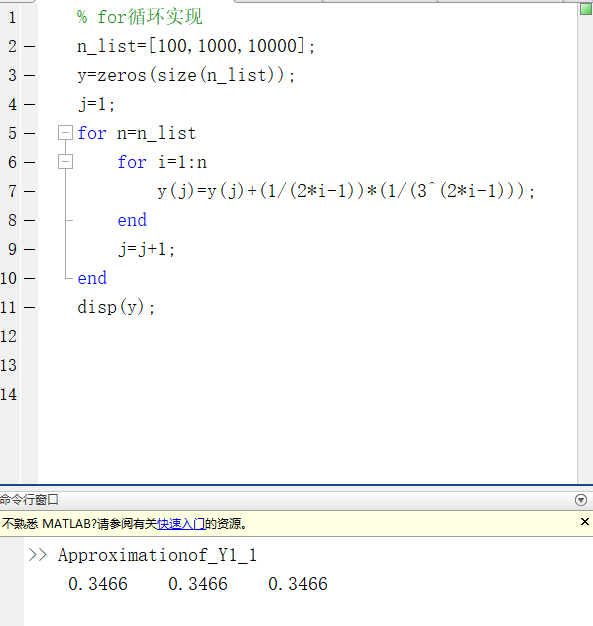 1 % for循环实现
2 n_list=[100,1000,10000];
3 y=zeros(size(n_list));
4 j=1;
5 for n=n_list
6 for i=1:n
7 y(j)=y(j)+(1/(2*i-1))*(1/(3^(2*i-1)));
8 end
9 j=j+1;
10 end
11 disp(y);
12
13
14
命令行窗口
不熟悉 MATLAB?请参阅有关快速入门的资源。
>> Approximationof_Y1_1
0.3466 0.3466 0.3466